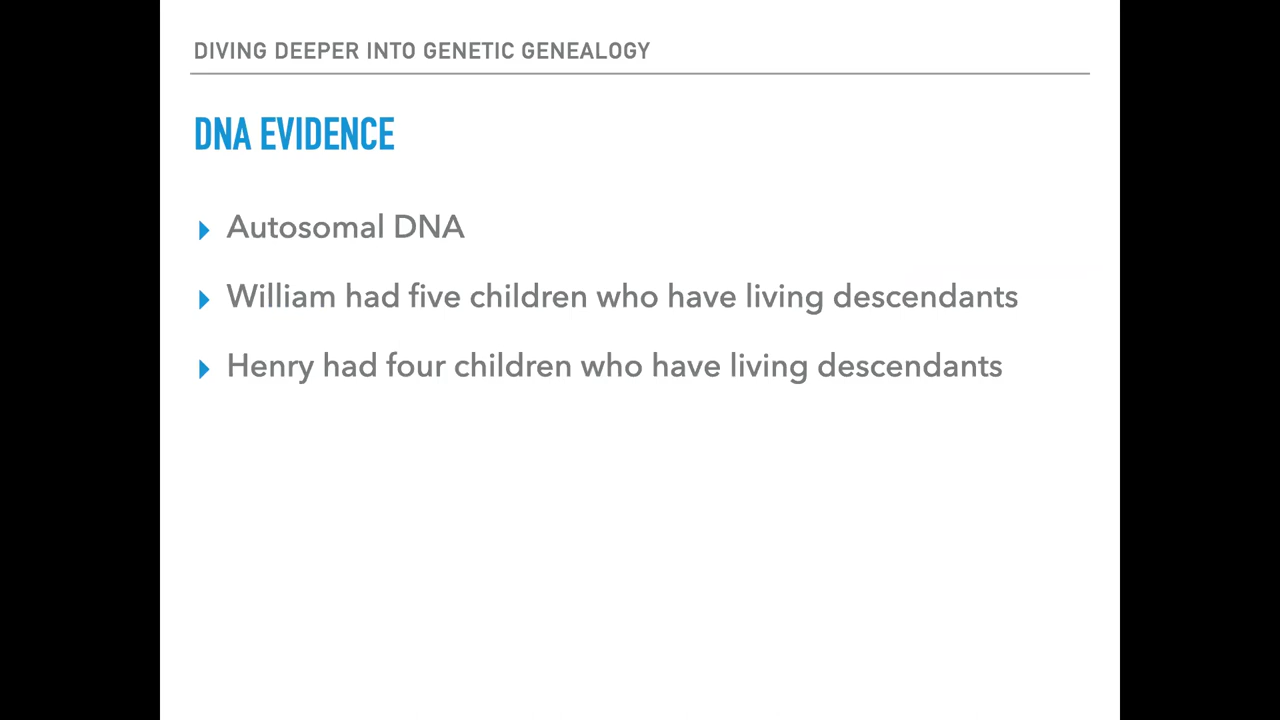 DIVING DEEPER INTO GENETIC GENEALOGY
DNA EVIDENCE
Autosomal DNA
William had five children who have living descendants
Henry had four children who have living descendants